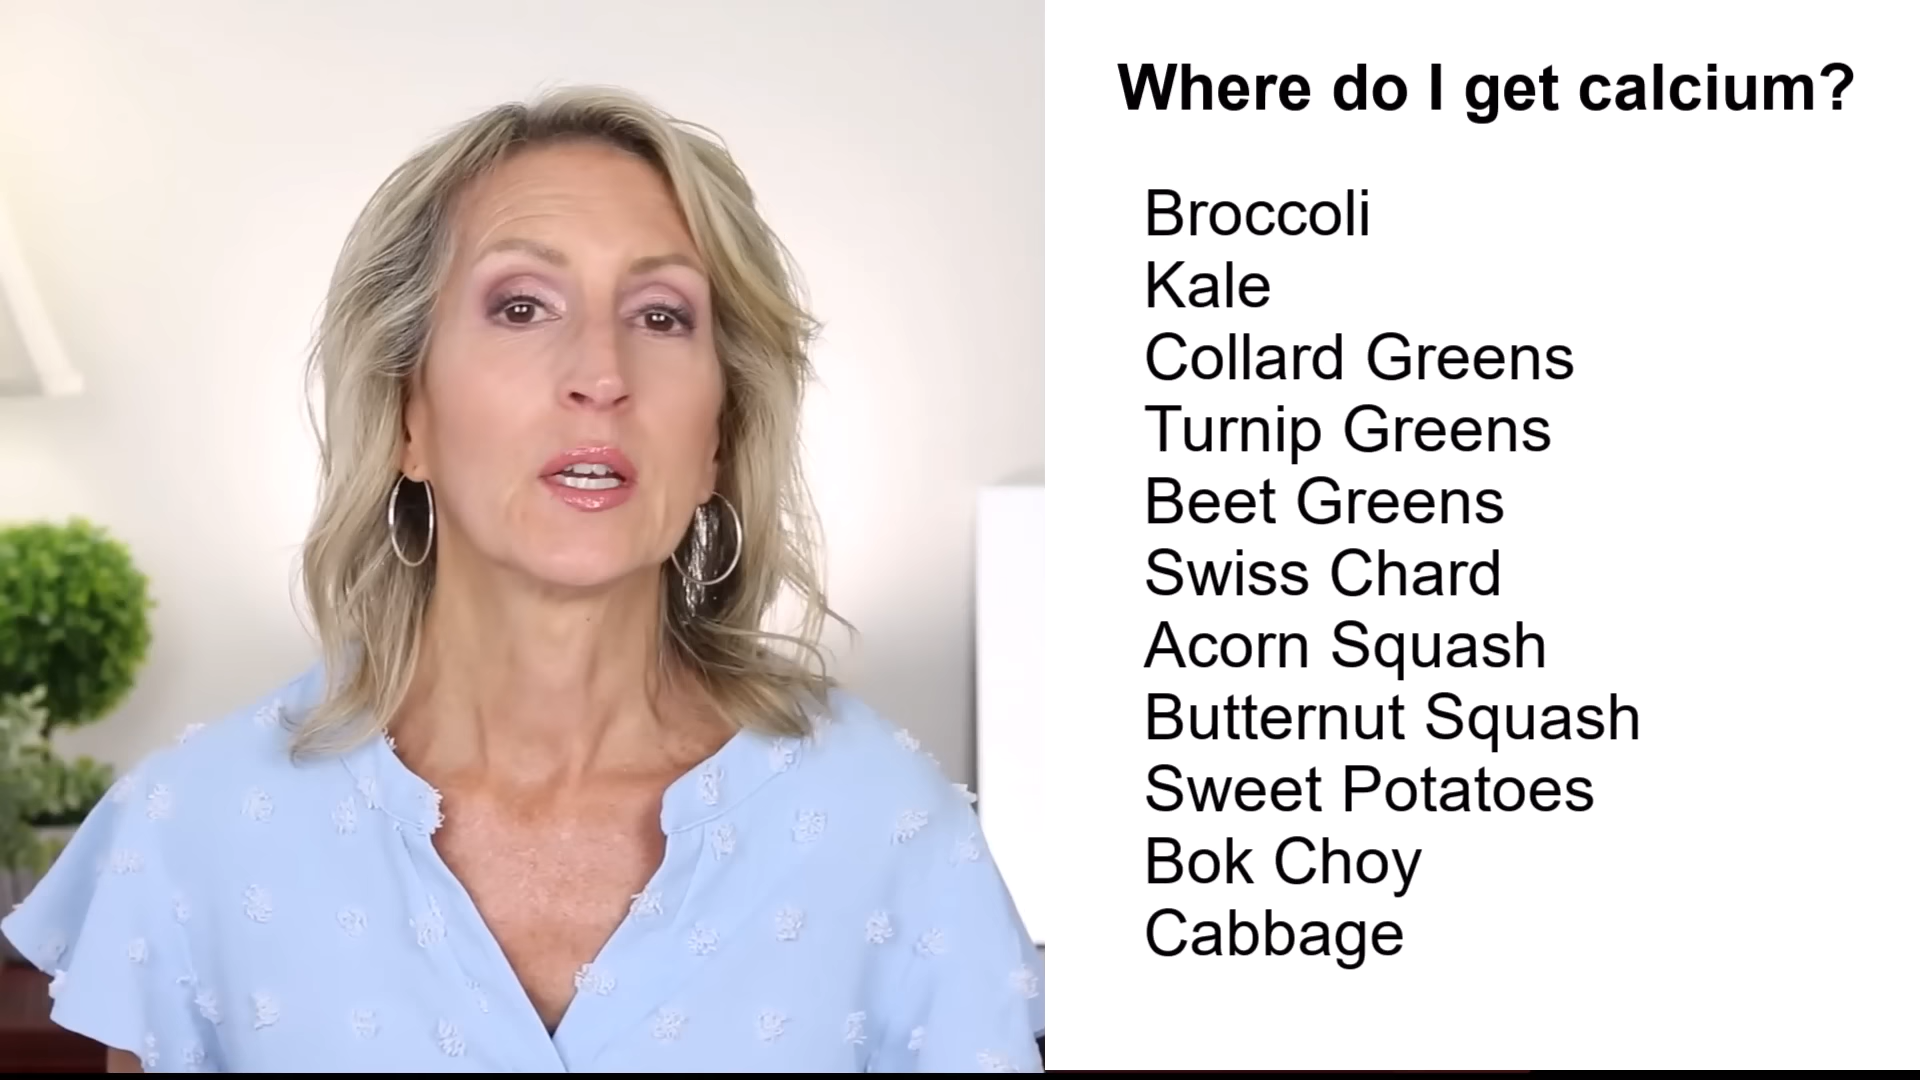 Where do I get calcium?
Broccoli
Kale
Collard Greens
Turnip Greens
Beet Greens
Swiss Chard
Acorn Squash
Butternut Squash
Sweet Potatoes
Bok Choy
Cabbage